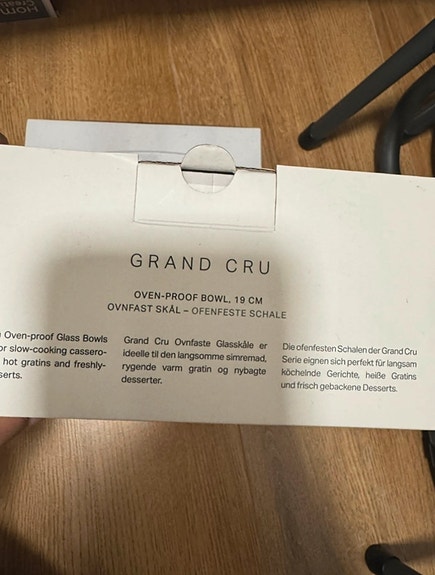 HOM
Creati
GRAND CRU
OVEN-PROOF BOWL, 19 CM
OVNFAST SKÅL – OFENFESTE SCHALE
Oven-proof Glass Bowls
or slow-cooking cassero-
hot gratins and freshly-
serts.
Grand Cru Ovnfaste Glasskåle er
ideelle til den langsomme simremad,
rygende varm gratin og nybagte
desserter.
Die ofenfesten Schalen der Grand Cru
Serie eignen sich perfekt für langsam
köchelnde Gerichte, heiße Gratins
und frisch gebackene Desserts.